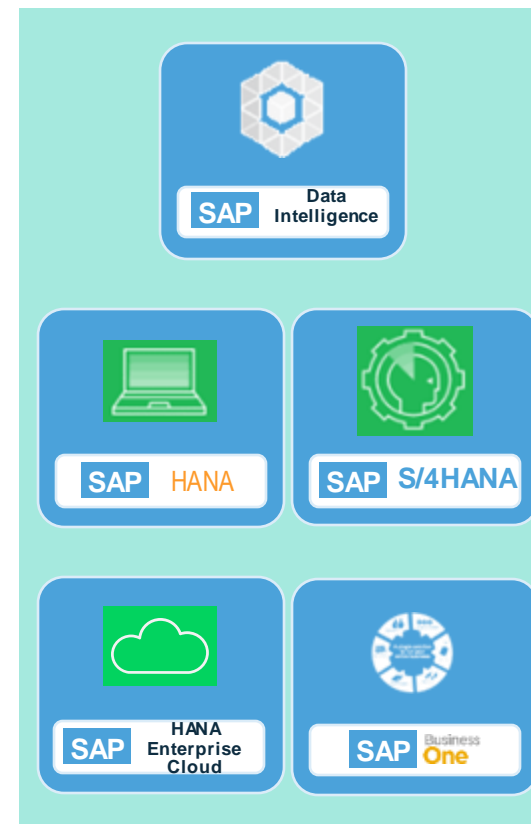 SAP
Data
Intelligence
SAP HANA
SAP S/4HANA
SAP
HANA
Enterprise
Cloud
SAP
Business
One